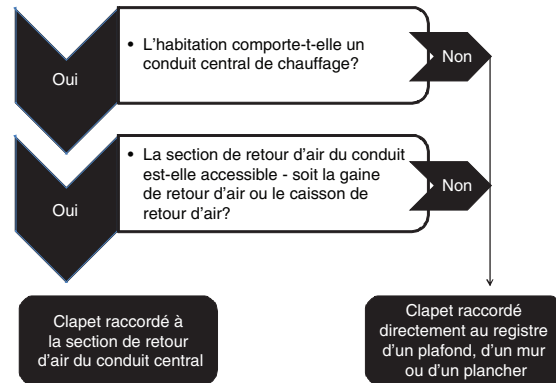 Oui
• L'habitation comporte-t-elle un
conduit central de chauffage?
Non
Oui
• La section de retour d'air du conduit
est-elle accessible - soit la gaine
de retour d'air ou le caisson de
retour d'air?
Non
Clapet raccordé à
la section de retour
d'air du conduit central
Clapet raccordé
directement au registre
d'un plafond, d'un mur
ou d'un plancher